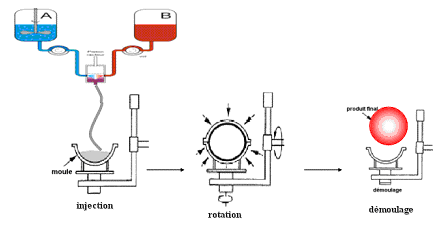 A
B
produit final
moule
démoulage
injection
rotation
démoulage